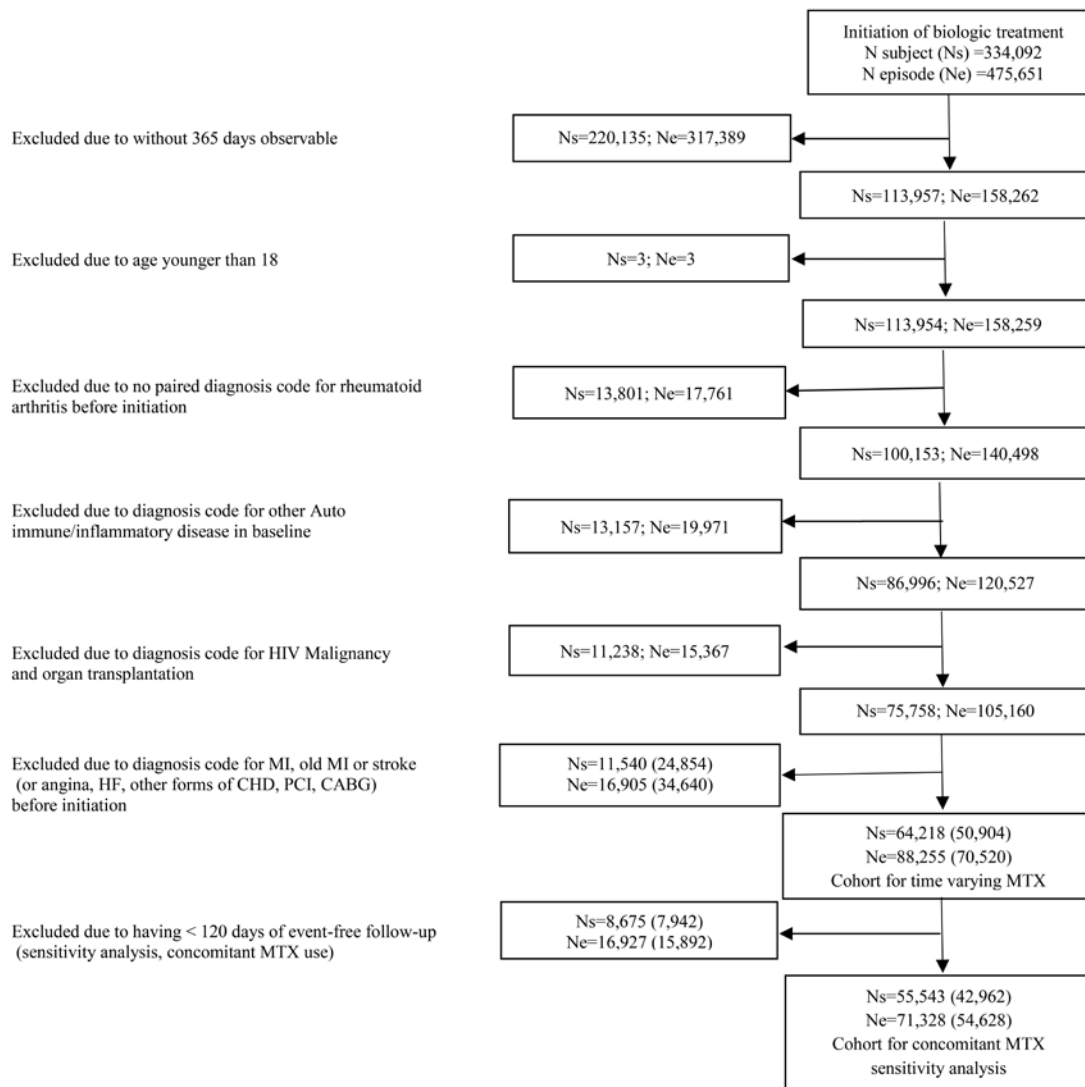 Initiation of biologic treatment
N subject (Ns) =334,092
N episode (Ne) =475,651
Excluded due to without 365 days observable
Ns=220,135; Ne=317,389
Ns=113,957; Ne=158,262
Excluded due to age younger than 18
Ns=3; Ne=3
Ns=113,954; Ne=158,259
Excluded due to no paired diagnosis code for rheumatoid
arthritis before initiation
Ns=13,801; Ne=17,761
Ns=100,153; Ne=140,498
Excluded due to diagnosis code for other Auto
immune/inflammatory disease in baseline
Ns=13,157; Ne=19,971
Ns=86,996; Ne=120,527
Excluded due to diagnosis code for HIV Malignancy
and organ transplantation
Ns=11,238; Ne=15,367
Ns=75,758; Ne=105,160
Excluded due to diagnosis code for MI, old MI or stroke
(or angina, HF, other forms of CHD, PCI, CABG)
before initiation
Ns=11,540 (24,854)
Ne=16,905 (34,640)
Ns=64,218 (50,904)
Ne=88,255 (70,520)
Cohort for time varying MTX
Excluded due to having < 120 days of event-free follow-up
(sensitivity analysis, concomitant MTX use)
Ns=8,675 (7,942)
Ne=16,927 (15,892)
Ns=55,543 (42,962)
Ne=71,328 (54,628)
Cohort for concomitant MTX
sensitivity analysis